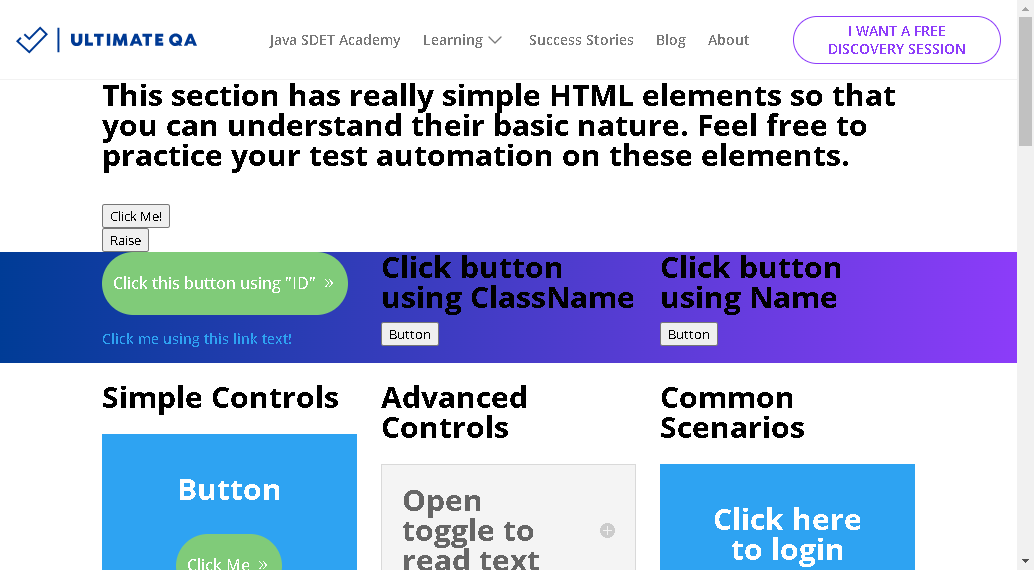 ULTIMATE QA
Java SDET Academy
Learning
Success Stories
Blog
About
I WANT A FREE
DISCOVERY SESSION
This section has really simple HTML elements so that
you can understand their basic nature. Feel free to
practice your test automation on these elements.
Click Me!
Raise
Click this button using "ID"
Click me using this link text!
Click button
using ClassName
Button
Click button
using Name
Button
Simple Controls
Button
Click Me
Advanced
Controls
Open
toggle to
read text
Common
Scenarios
Click here
to login